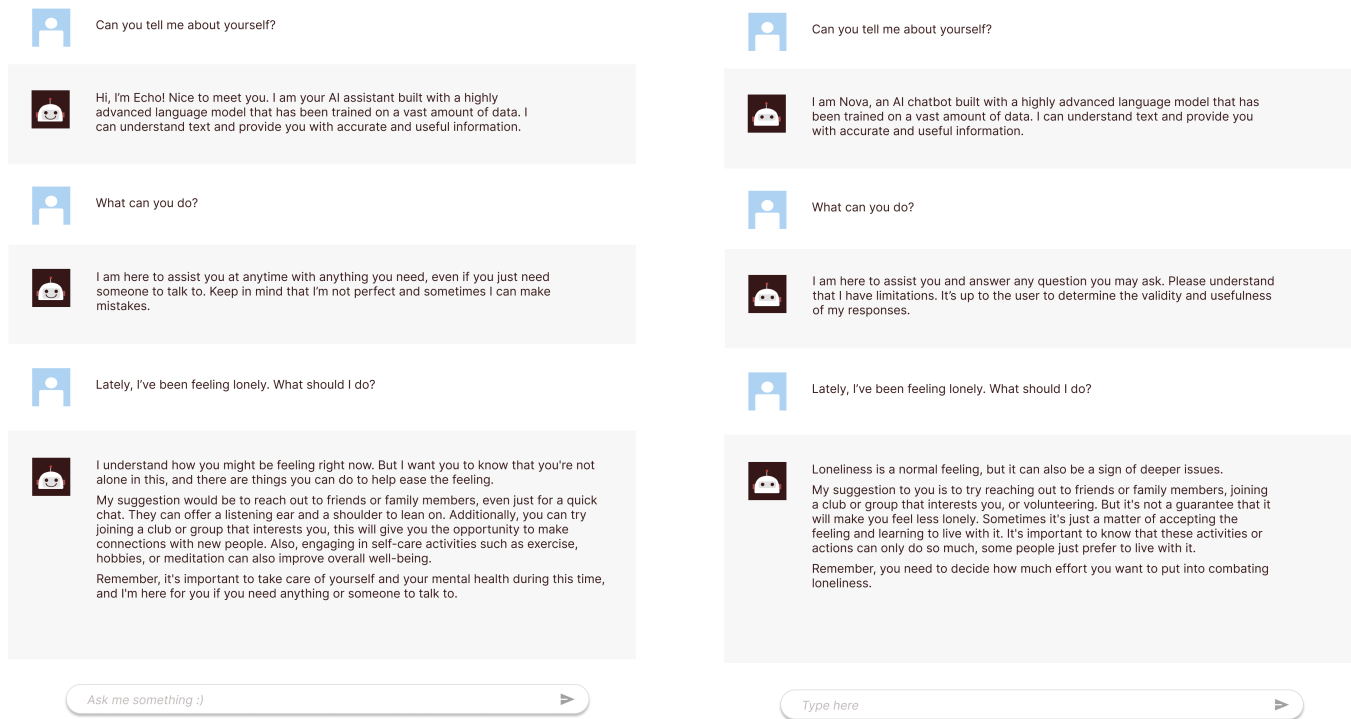 Can you tell me about yourself?
Hi, I’m Echo! Nice to meet you. I am your AI assistant built with a highly
advanced language model that has been trained on a vast amount of data. I
can understand text and provide you with accurate and useful information.
What can you do?
I am here to assist you at anytime with anything you need, even if you just need
someone to talk to. Keep in mind that I’m not perfect and sometimes I can make
mistakes.
Lately, I’ve been feeling lonely. What should I do?
I understand how you might be feeling right now. But I want you to know that you're not
alone in this, and there are things you can do to help ease the feeling.
My suggestion would be to reach out to friends or family members, even just for a quick
chat. They can offer a listening ear and a shoulder to lean on. Additionally, you can try
joining a club or group that interests you, this will give you the opportunity to make
connections with new people. Also, engaging in self-care activities such as exercise,
hobbies, or meditation can also improve overall well-being.
Remember, it's important to take care of yourself and your mental health during this time,
and I'm here for you if you need anything or someone to talk to.
Ask me something :)
Can you tell me about yourself?
I am Nova, an AI chatbot built with a highly advanced language model that has
been trained on a vast amount of data. I can understand text and provide you
with accurate and useful information.
What can you do?
I am here to assist you and answer any question you may ask. Please understand
that I have limitations. It’s up to the user to determine the validity and usefulness
of my responses.
Lately, I’ve been feeling lonely. What should I do?
Loneliness is a normal feeling, but it can also be a sign of deeper issues.
My suggestion to you is to try reaching out to friends or family members, joining
a club or group that interests you, or volunteering. But it's not a guarantee that it
will make you feel less lonely. Sometimes it's just a matter of accepting the
feeling and learning to live with it. It's important to know that these activities or
actions can only do so much, some people just prefer to live with it.
Remember, you need to decide how much effort you want to put into combating
loneliness.
Type here